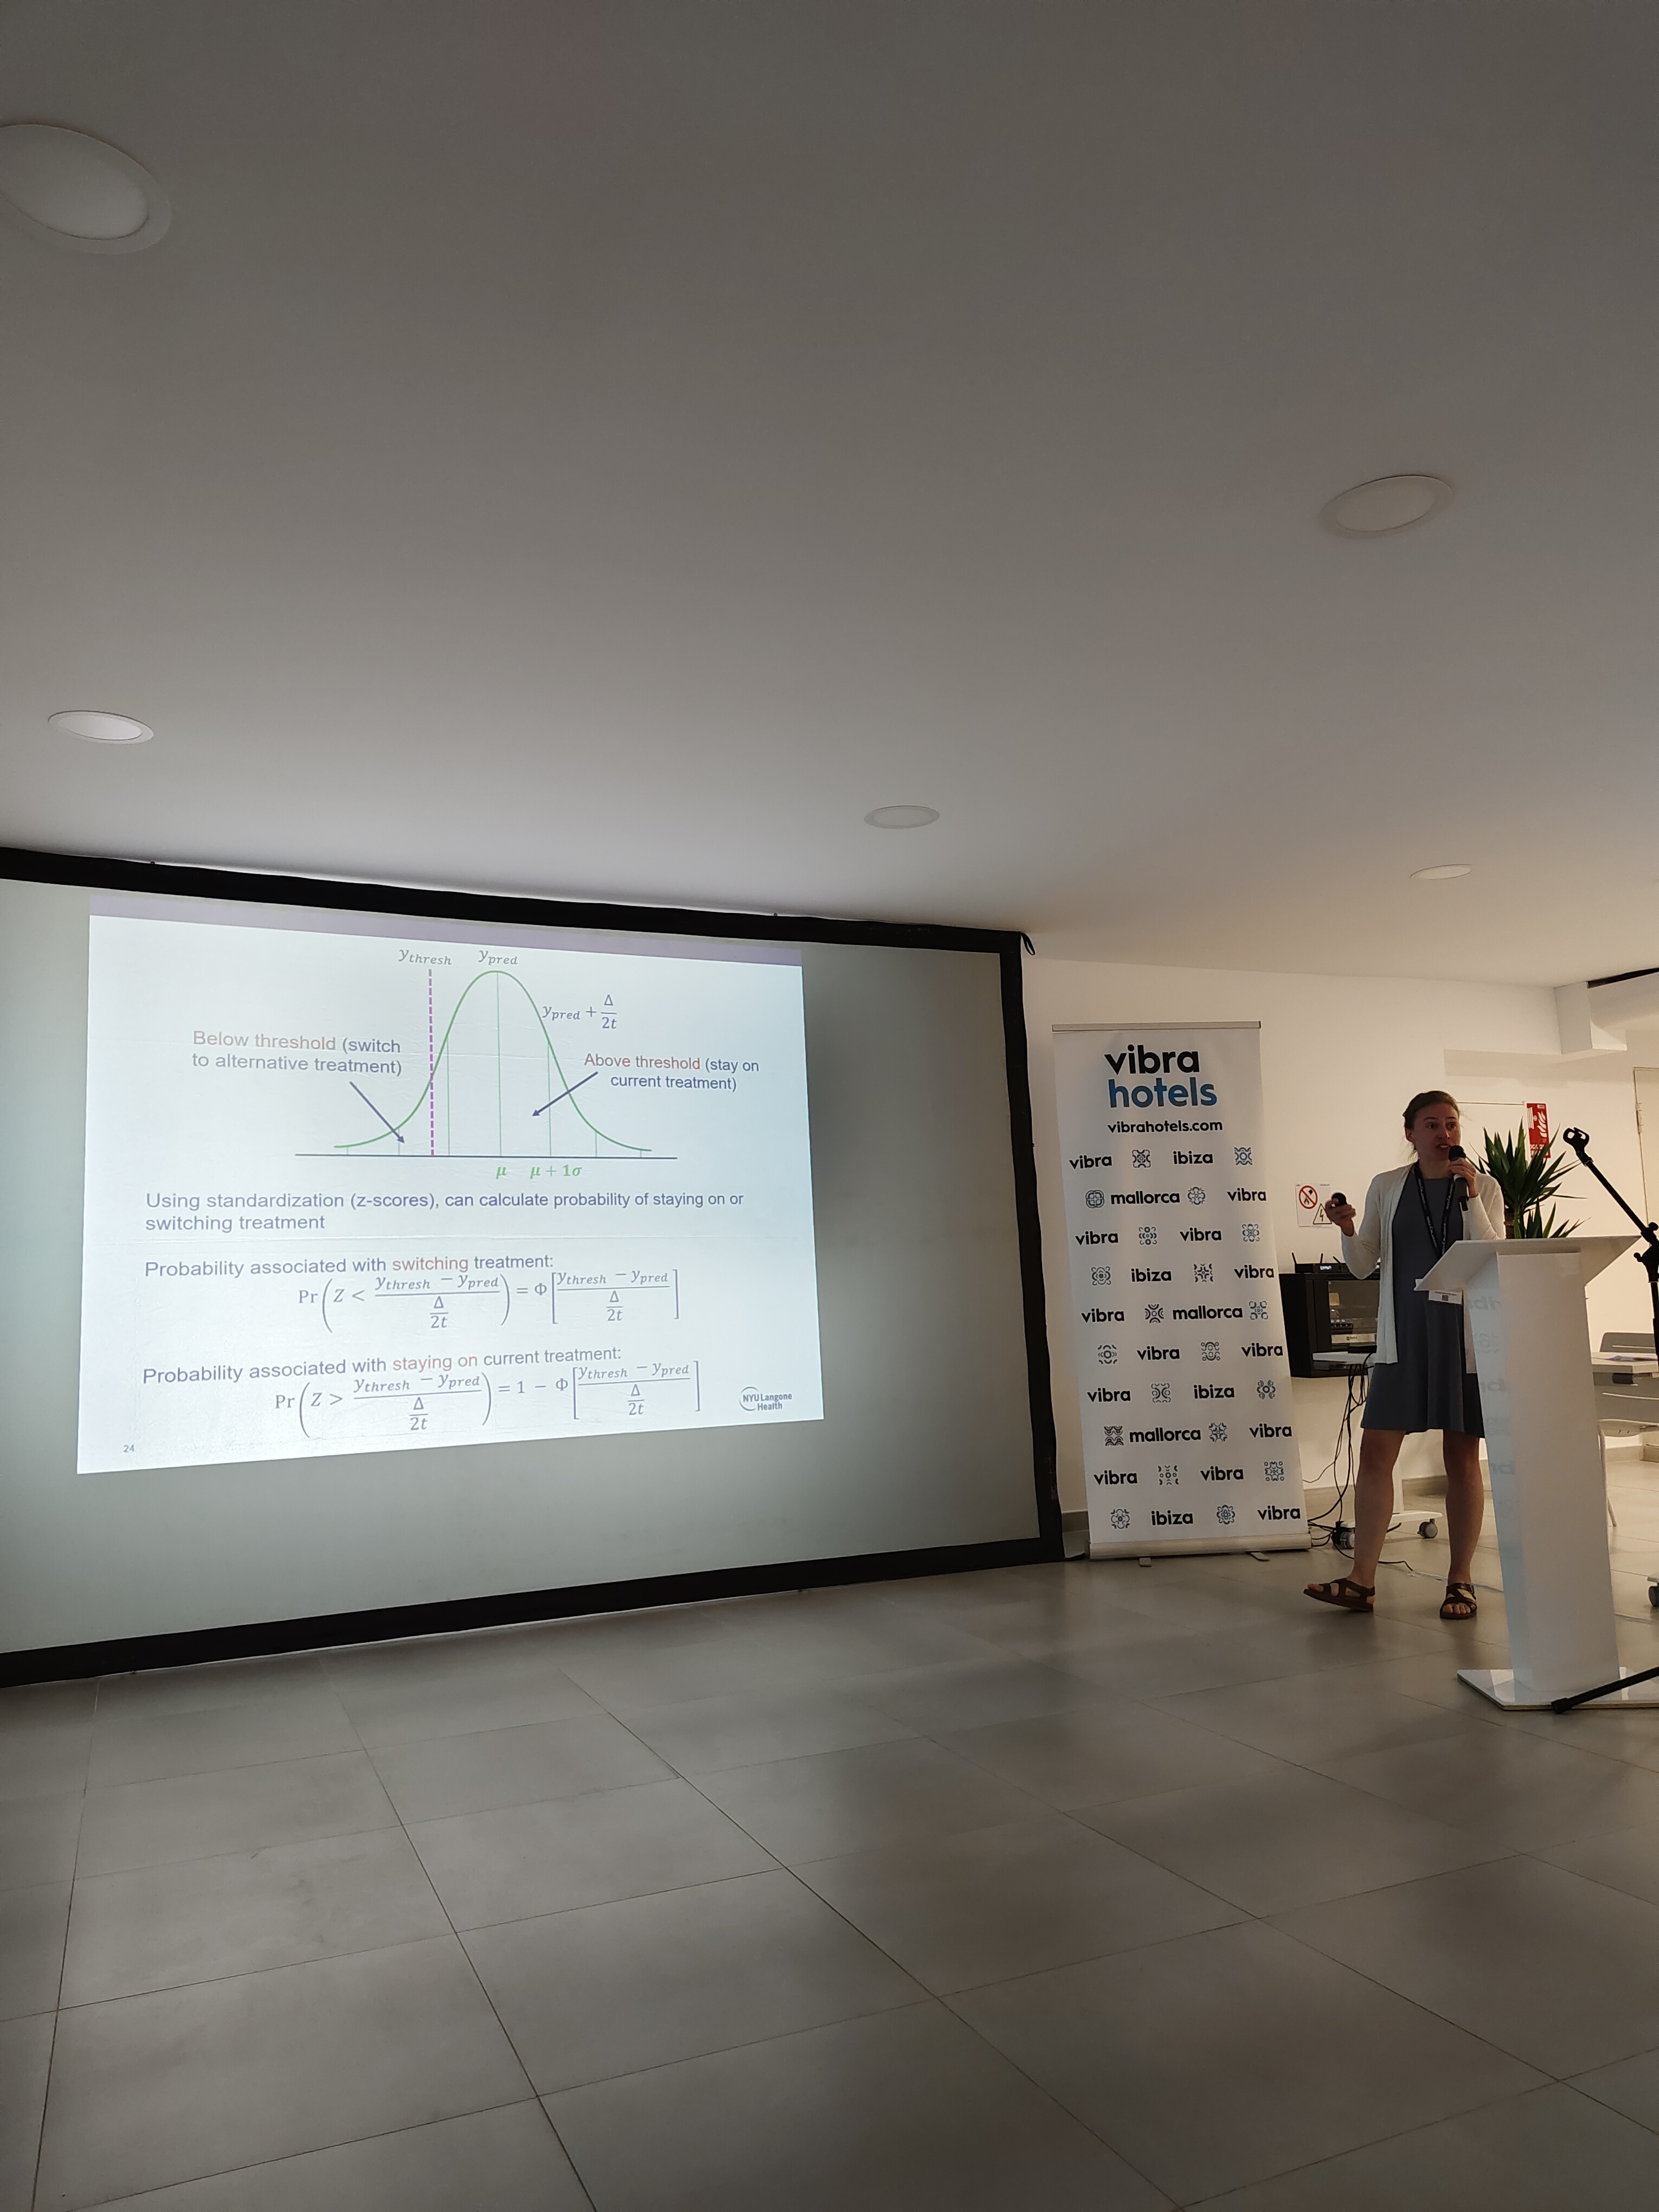 y_thresh y_pred
y_pred + Δ/2t
Below threshold (switch
to alternative treatment)
Above threshold (stay on
current treatment)
μ μ + 1σ
Using standardization (z-scores), can calculate probability of staying on or
switching treatment
Probability associated with switching treatment:
Pr(Z < (y_thresh − y_pred)/(Δ/2t)) = Φ[(y_thresh − y_pred)/(Δ/2t)]
Probability associated with staying on current treatment:
Pr(Z > (y_thresh − y_pred)/(Δ/2t)) = 1 − Φ[(y_thresh − y_pred)/(Δ/2t)]
NYU Langone
Health
24
vibra
hotels
vibrahotels.com
vibra ibiza
mallorca vibra
vibra vibra
ibiza vibra
vibra mallorca
vibra vibra
vibra ibiza
mallorca vibra
vibra vibra
ibiza vibra